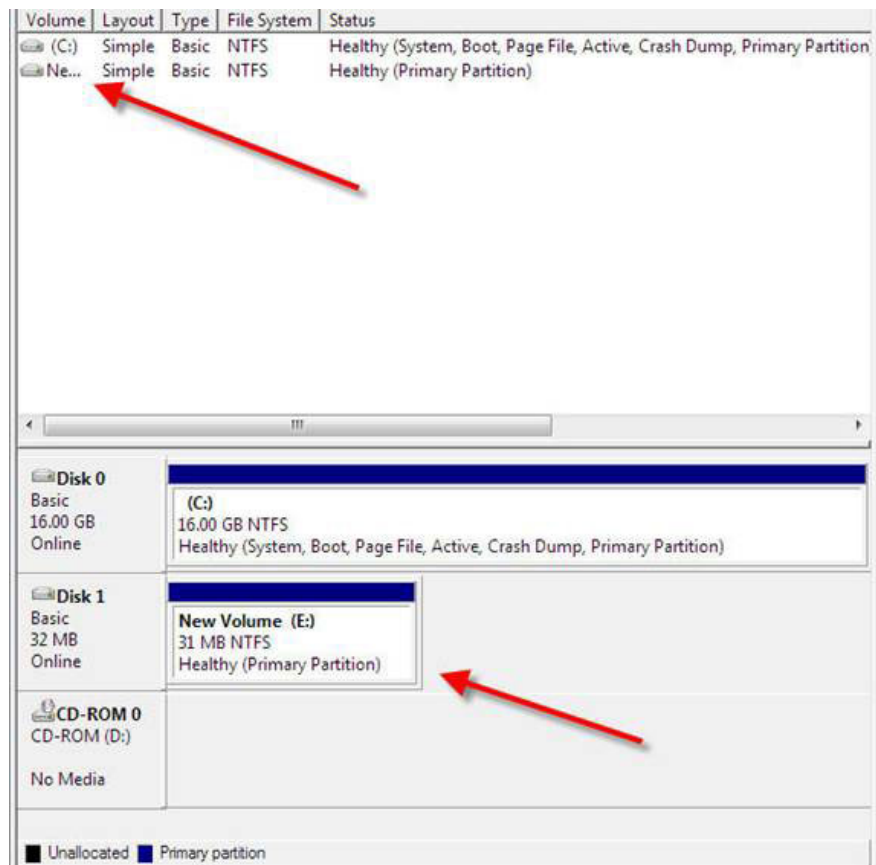 Volume Layout Type File System Status
(C:) Simple Basic NTFS Healthy (System, Boot, Page File, Active, Crash Dump, Primary Partition
Ne... Simple Basic NTFS Healthy (Primary Partition)
Disk 0
Basic
16.00 GB
Online
(C:)
16.00 GB NTFS
Healthy (System, Boot, Page File, Active, Crash Dump, Primary Partition)
Disk 1
Basic
32 MB
Online
New Volume (E:)
31 MB NTFS
Healthy (Primary Partition)
CD-ROM 0
CD-ROM (D:)
No Media
Unallocated Primary partition